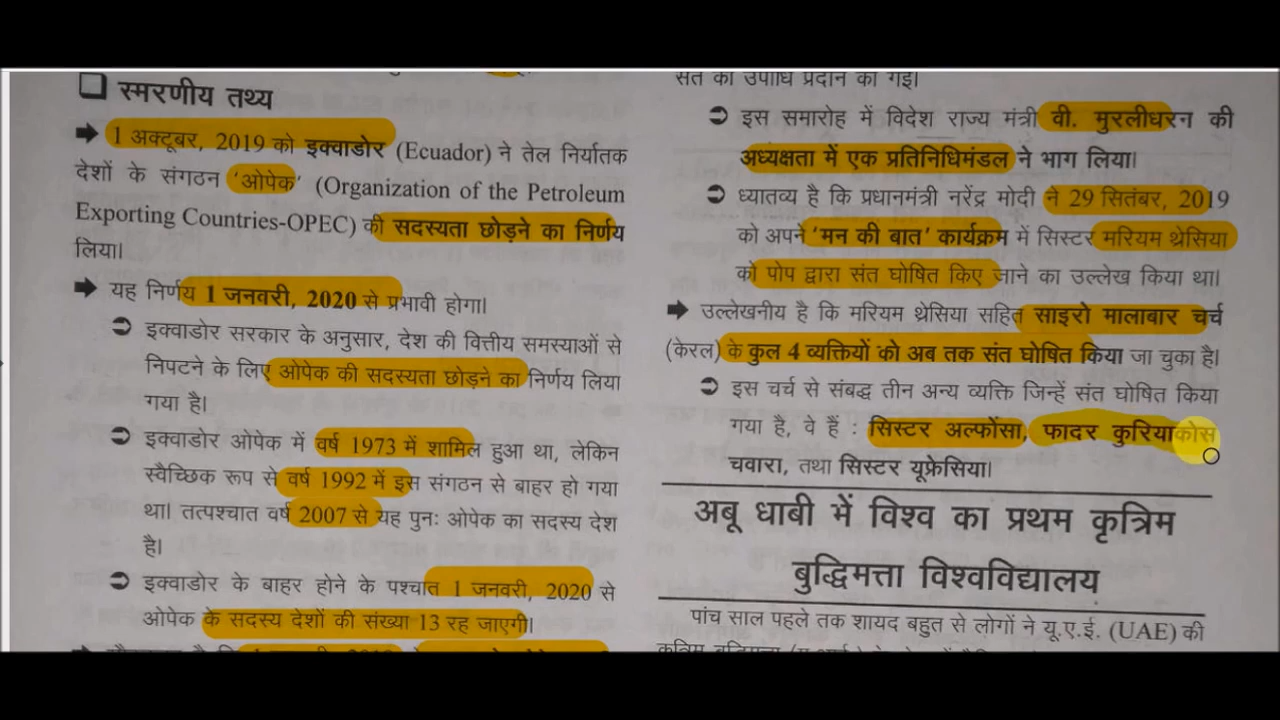 ❑ स्मरणीय तथ्य
➡ 1 अक्टूबर, 2019 को इक्वाडोर (Ecuador) ने तेल निर्यातक
देशों के संगठन 'ओपेक' (Organization of the Petroleum
Exporting Countries-OPEC) की सदस्यता छोड़ने का निर्णय
लिया।
➡ यह निर्णय 1 जनवरी, 2020 से प्रभावी होगा।
➲ इक्वाडोर सरकार के अनुसार, देश की वित्तीय समस्याओं से
निपटने के लिए ओपेक की सदस्यता छोड़ने का निर्णय लिया
गया है।
➲ इक्वाडोर ओपेक में वर्ष 1973 में शामिल हुआ था, लेकिन
स्वैच्छिक रूप से वर्ष 1992 में इस संगठन से बाहर हो गया
था। तत्पश्चात वर्ष 2007 से यह पुनः ओपेक का सदस्य देश
है।
➲ इक्वाडोर के बाहर होने के पश्चात 1 जनवरी, 2020 से
ओपेक के सदस्य देशों की संख्या 13 रह जाएगी।
संत की उपाधि प्रदान की गई।
➲ इस समारोह में विदेश राज्य मंत्री वी. मुरलीधरन की
अध्यक्षता में एक प्रतिनिधिमंडल ने भाग लिया।
➲ ध्यातव्य है कि प्रधानमंत्री नरेंद्र मोदी ने 29 सितंबर, 2019
को अपने 'मन की बात' कार्यक्रम में सिस्टर मरियम थ्रेसिया
को पोप द्वारा संत घोषित किए जाने का उल्लेख किया था।
➡ उल्लेखनीय है कि मरियम थ्रेसिया सहित साइरो मालाबार चर्च
(केरल) के कुल 4 व्यक्तियों को अब तक संत घोषित किया जा चुका है।
➲ इस चर्च से संबद्ध तीन अन्य व्यक्ति जिन्हें संत घोषित किया
गया है, वे हैं : सिस्टर अल्फोंसा, फादर कुरियाकोस
चवारा, तथा सिस्टर यूफ्रेसिया।
अबू धाबी में विश्व का प्रथम कृत्रिम
बुद्धिमत्ता विश्वविद्यालय
पांच साल पहले तक शायद बहुत से लोगों ने यू.ए.ई. (UAE) की